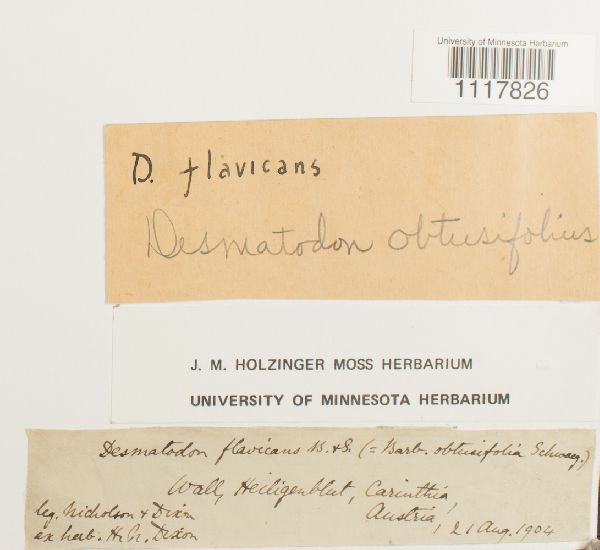 University of Minnesota Herbarium
1117826
D. flavicans
Desmatodon obtusifolius
J. M. HOLZINGER MOSS HERBARIUM
UNIVERSITY OF MINNESOTA HERBARIUM
Desmatodon flavicans B. & S. (= Barb. obtusifolia Schwaeg.)
Wall, Heiligenblut, Carinthia,
leg. Nicholson & Dixon
Austria, 21 Aug. 1904
ex herb. H. N. Dixon